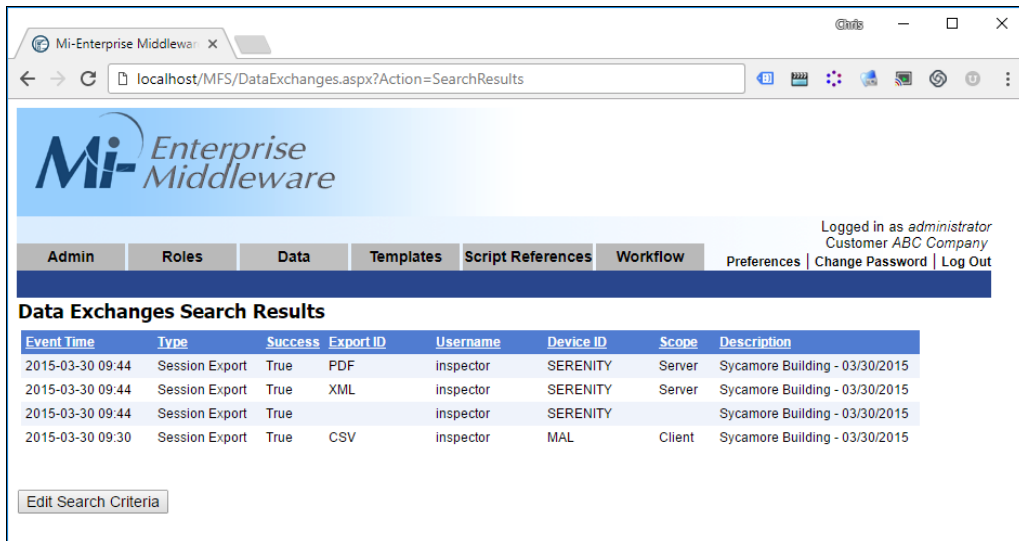 Chris
Mi-Enterprise Middlewar
localhost/MFS/DataExchanges.aspx?Action=SearchResults
Mi- Enterprise Middleware
Logged in as administrator
Customer ABC Company
Admin Roles Data Templates Script References Workflow Preferences | Change Password | Log Out
Data Exchanges Search Results
Event Time Type Success Export ID Username Device ID Scope Description
2015-03-30 09:44 Session Export True PDF inspector SERENITY Server Sycamore Building - 03/30/2015
2015-03-30 09:44 Session Export True XML inspector SERENITY Server Sycamore Building - 03/30/2015
2015-03-30 09:44 Session Export True inspector SERENITY Sycamore Building - 03/30/2015
2015-03-30 09:30 Session Export True CSV inspector MAL Client Sycamore Building - 03/30/2015
Edit Search Criteria